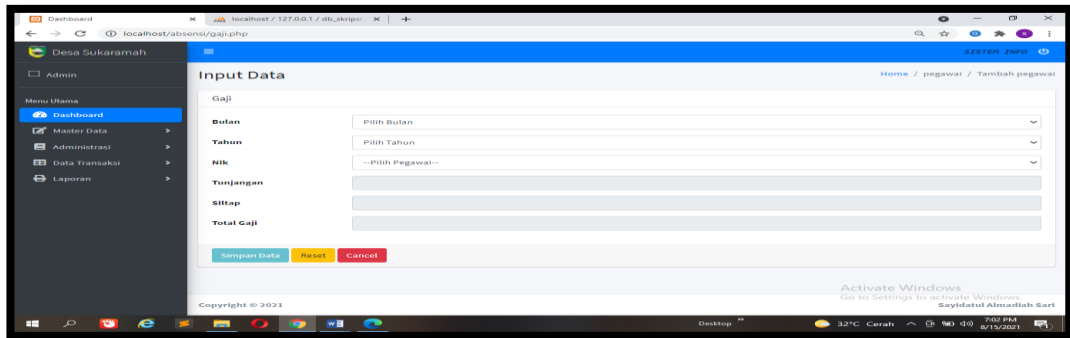 Dashboard
localhost / 127.0.0.1 / db_skripsi
localhost/absensi/gaji.php
Desa Sukaramah
SISTEM INFO
Admin
Input Data
Home / pegawai / Tambah pegawai
Menu Utama
Gaji
Dashboard
Bulan
Pilih Bulan
Master Data
Tahun
Pilih Tahun
Administrasi
Data Transaksi
Nik
--Pilih Pegawai--
Laporan
Tunjangan
Siltap
Total Gaji
Simpan Data
Reset
Cancel
Activate Windows
Go to Settings to activate Windows.
Copyright © 2021
Sayidatul Almadiah Sari
Desktop
32°C Cerah
7:02 PM
8/15/2021